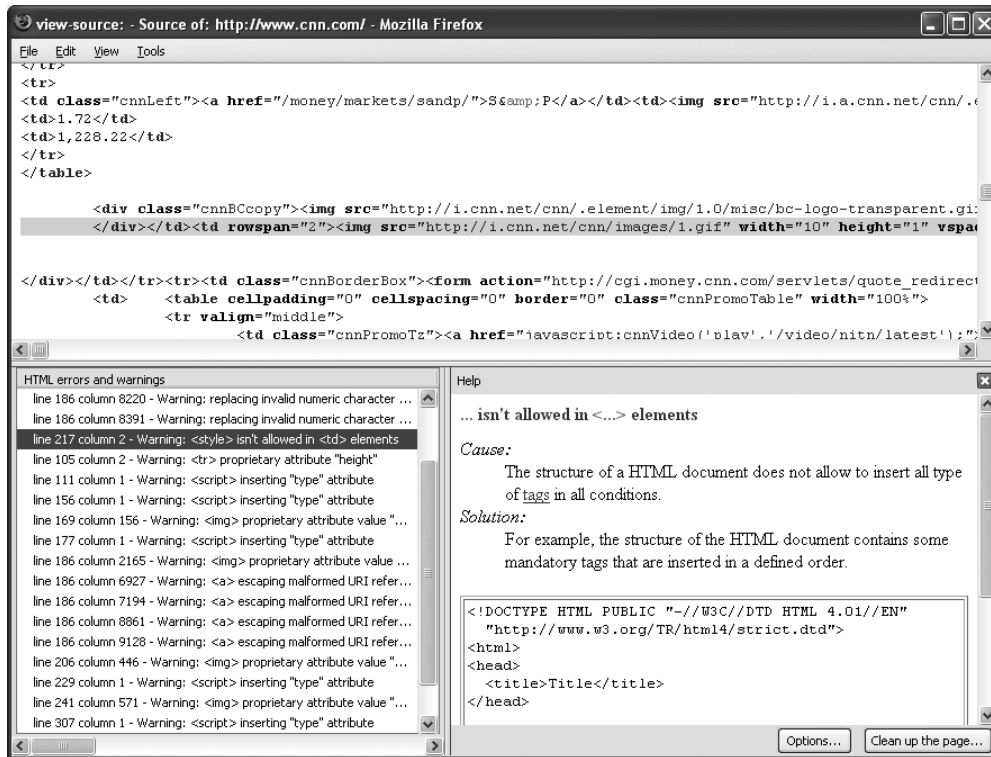 view-source: - Source of: http://www.cnn.com/ - Mozilla Firefox
File Edit View Tools
</tr>
<tr>
<td class="cnnLeft"><a href="/money/markets/sandp/">S&amp;P</a></td><td><img src="http://i.a.cnn.net/cnn/.
<td>1.72</td>
<td>1,228.22</td>
</tr>
</table>
<div class="cnnBCcopy"><img src="http://i.cnn.net/cnn/.element/img/1.0/misc/bc-logo-transparent.gi
</div></td><td rowspan="2"><img src="http://i.cnn.net/cnn/images/1.gif" width="10" height="1" vspa
</div></td></tr><tr><td class="cnnBorderBox"><form action="http://cgi.money.cnn.com/servlets/quote_redirect
<td> <table cellpadding="0" cellspacing="0" border="0" class="cnnPromoTable" width="100%">
<tr valign="middle">
<td class="cnnPromoTz"><a href="javascript:cnnVideo('play','/video/nitn/latest');">
HTML errors and warnings
line 186 column 8220 - Warning: replacing invalid numeric character ...
line 186 column 8391 - Warning: replacing invalid numeric character ...
line 217 column 2 - Warning: <style> isn't allowed in <td> elements
line 105 column 2 - Warning: <tr> proprietary attribute "height"
line 111 column 1 - Warning: <script> inserting "type" attribute
line 156 column 1 - Warning: <script> inserting "type" attribute
line 169 column 156 - Warning: <img> proprietary attribute value "...
line 177 column 1 - Warning: <script> inserting "type" attribute
line 186 column 2165 - Warning: <img> proprietary attribute value ...
line 186 column 6927 - Warning: <a> escaping malformed URI refer...
line 186 column 7194 - Warning: <a> escaping malformed URI refer...
line 186 column 8861 - Warning: <a> escaping malformed URI refer...
line 186 column 9128 - Warning: <a> escaping malformed URI refer...
line 206 column 446 - Warning: <img> proprietary attribute value "...
line 229 column 1 - Warning: <script> inserting "type" attribute
line 241 column 571 - Warning: <img> proprietary attribute value "...
line 307 column 1 - Warning: <script> inserting "type" attribute
Help
... isn't allowed in <...> elements
Cause:
The structure of a HTML document does not allow to insert all type
of tags in all conditions.
Solution:
For example, the structure of the HTML document contains some
mandatory tags that are inserted in a defined order.
<!DOCTYPE HTML PUBLIC "-//W3C//DTD HTML 4.01//EN"
"http://www.w3.org/TR/html4/strict.dtd">
<html>
<head>
<title>Title</title>
</head>
Options... Clean up the page...